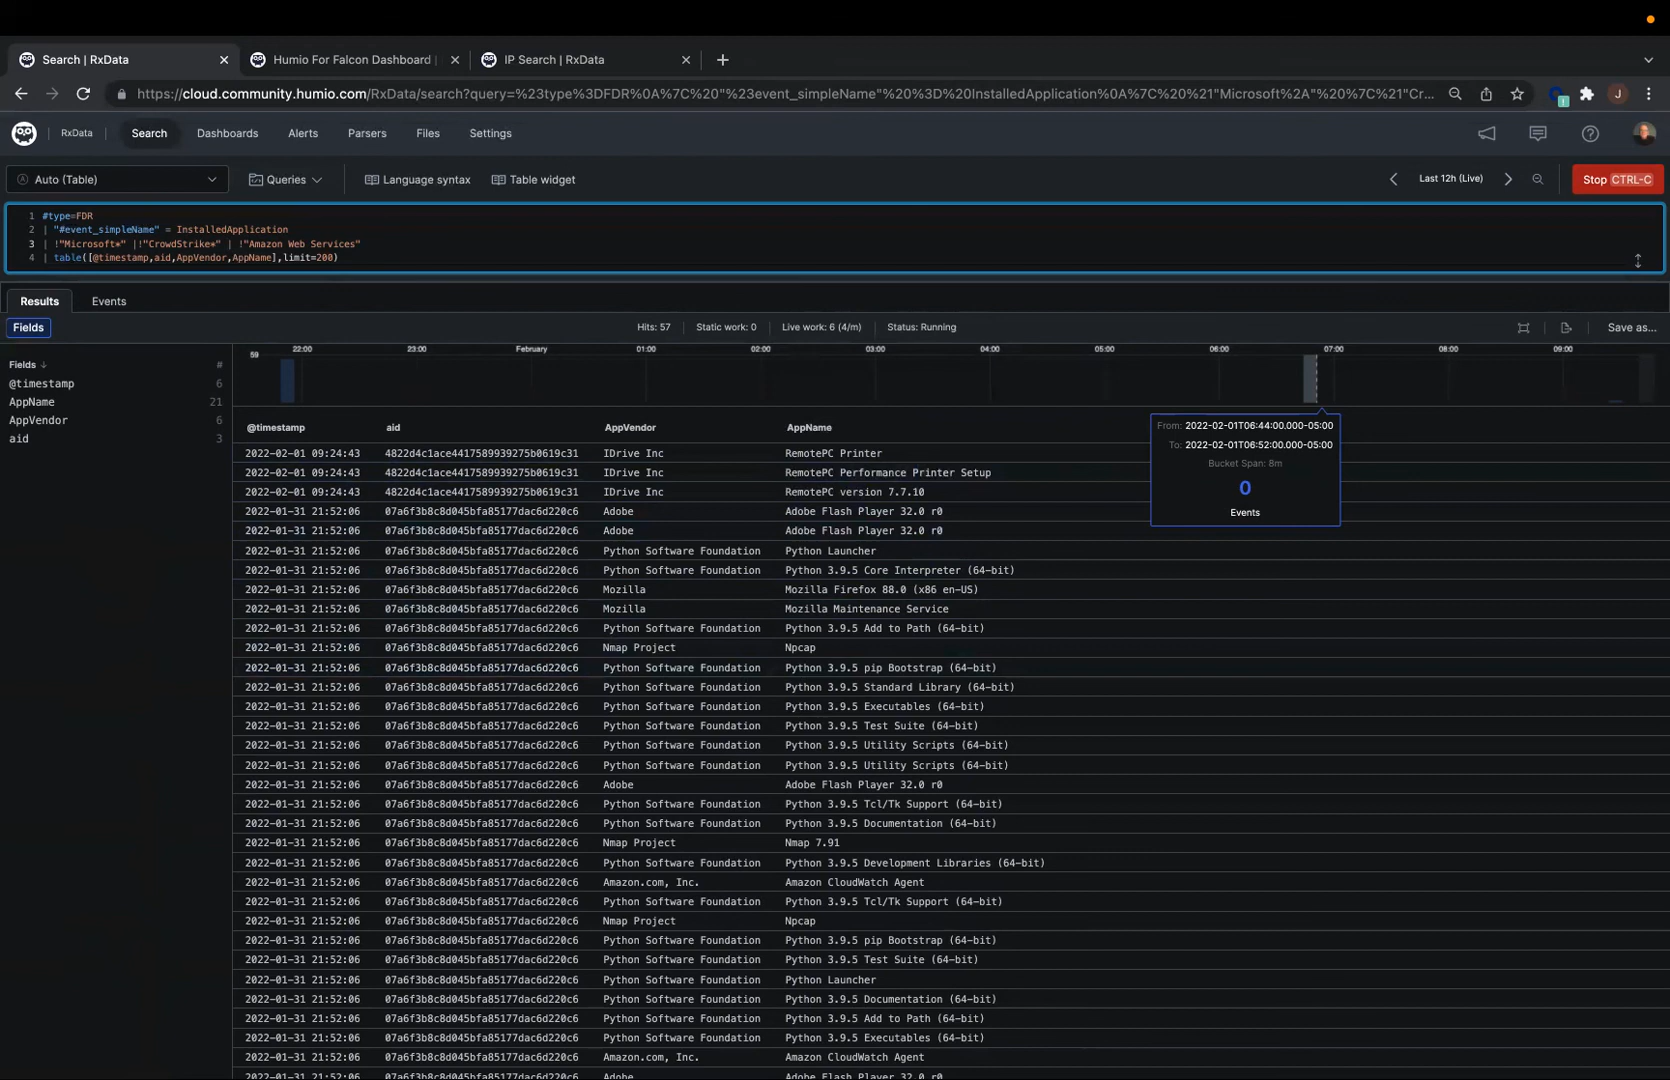 Search | RxData
Humio For Falcon Dashboard |
IP Search | RxData
https://cloud.community.humio.com/RxData/search?query=%23type%3DFDR%0A%7C%20"%23event_simpleName"%20%3D%20InstalledApplication%0A%7C%20%21"Microsoft%2A"%20%7C%21"Cr...
J
RxData
Search
Dashboards
Alerts
Parsers
Files
Settings
Auto (Table)
Queries
Language syntax
Table widget
Last 12h (Live)
Stop CTRL-C
1 #type=FDR
2 | "#event_simpleName" = InstalledApplication
3 | !"Microsoft*" |!"CrowdStrike*" | !"Amazon Web Services"
4 | table([@timestamp,aid,AppVendor,AppName],limit=200)
Results
Events
Fields
Hits: 57
Static work: 0
Live work: 6 (4/m)
Status: Running
Save as...
Fields ↓ #
@timestamp 6
AppName 21
AppVendor 6
aid 3
59 22:00 23:00 February 01:00 02:00 03:00 04:00 05:00 06:00 07:00 08:00 09:00
From: 2022-02-01T06:44:00.000-05:00
To: 2022-02-01T06:52:00.000-05:00
Bucket Span: 8m
0
Events
@timestamp aid AppVendor AppName
2022-02-01 09:24:43 4822d4c1ace4417589939275b0619c31 IDrive Inc RemotePC Printer
2022-02-01 09:24:43 4822d4c1ace4417589939275b0619c31 IDrive Inc RemotePC Performance Printer Setup
2022-02-01 09:24:43 4822d4c1ace4417589939275b0619c31 IDrive Inc RemotePC version 7.7.10
2022-01-31 21:52:06 07a6f3b8c8d045bfa85177dac6d220c6 Adobe Adobe Flash Player 32.0 r0
2022-01-31 21:52:06 07a6f3b8c8d045bfa85177dac6d220c6 Adobe Adobe Flash Player 32.0 r0
2022-01-31 21:52:06 07a6f3b8c8d045bfa85177dac6d220c6 Python Software Foundation Python Launcher
2022-01-31 21:52:06 07a6f3b8c8d045bfa85177dac6d220c6 Python Software Foundation Python 3.9.5 Core Interpreter (64-bit)
2022-01-31 21:52:06 07a6f3b8c8d045bfa85177dac6d220c6 Mozilla Mozilla Firefox 88.0 (x86 en-US)
2022-01-31 21:52:06 07a6f3b8c8d045bfa85177dac6d220c6 Mozilla Mozilla Maintenance Service
2022-01-31 21:52:06 07a6f3b8c8d045bfa85177dac6d220c6 Python Software Foundation Python 3.9.5 Add to Path (64-bit)
2022-01-31 21:52:06 07a6f3b8c8d045bfa85177dac6d220c6 Nmap Project Npcap
2022-01-31 21:52:06 07a6f3b8c8d045bfa85177dac6d220c6 Python Software Foundation Python 3.9.5 pip Bootstrap (64-bit)
2022-01-31 21:52:06 07a6f3b8c8d045bfa85177dac6d220c6 Python Software Foundation Python 3.9.5 Standard Library (64-bit)
2022-01-31 21:52:06 07a6f3b8c8d045bfa85177dac6d220c6 Python Software Foundation Python 3.9.5 Executables (64-bit)
2022-01-31 21:52:06 07a6f3b8c8d045bfa85177dac6d220c6 Python Software Foundation Python 3.9.5 Test Suite (64-bit)
2022-01-31 21:52:06 07a6f3b8c8d045bfa85177dac6d220c6 Python Software Foundation Python 3.9.5 Utility Scripts (64-bit)
2022-01-31 21:52:06 07a6f3b8c8d045bfa85177dac6d220c6 Python Software Foundation Python 3.9.5 Utility Scripts (64-bit)
2022-01-31 21:52:06 07a6f3b8c8d045bfa85177dac6d220c6 Adobe Adobe Flash Player 32.0 r0
2022-01-31 21:52:06 07a6f3b8c8d045bfa85177dac6d220c6 Python Software Foundation Python 3.9.5 Tcl/Tk Support (64-bit)
2022-01-31 21:52:06 07a6f3b8c8d045bfa85177dac6d220c6 Python Software Foundation Python 3.9.5 Documentation (64-bit)
2022-01-31 21:52:06 07a6f3b8c8d045bfa85177dac6d220c6 Nmap Project Nmap 7.91
2022-01-31 21:52:06 07a6f3b8c8d045bfa85177dac6d220c6 Python Software Foundation Python 3.9.5 Development Libraries (64-bit)
2022-01-31 21:52:06 07a6f3b8c8d045bfa85177dac6d220c6 Amazon.com, Inc. Amazon CloudWatch Agent
2022-01-31 21:52:06 07a6f3b8c8d045bfa85177dac6d220c6 Python Software Foundation Python 3.9.5 Tcl/Tk Support (64-bit)
2022-01-31 21:52:06 07a6f3b8c8d045bfa85177dac6d220c6 Nmap Project Npcap
2022-01-31 21:52:06 07a6f3b8c8d045bfa85177dac6d220c6 Python Software Foundation Python 3.9.5 pip Bootstrap (64-bit)
2022-01-31 21:52:06 07a6f3b8c8d045bfa85177dac6d220c6 Python Software Foundation Python 3.9.5 Test Suite (64-bit)
2022-01-31 21:52:06 07a6f3b8c8d045bfa85177dac6d220c6 Python Software Foundation Python Launcher
2022-01-31 21:52:06 07a6f3b8c8d045bfa85177dac6d220c6 Python Software Foundation Python 3.9.5 Documentation (64-bit)
2022-01-31 21:52:06 07a6f3b8c8d045bfa85177dac6d220c6 Python Software Foundation Python 3.9.5 Add to Path (64-bit)
2022-01-31 21:52:06 07a6f3b8c8d045bfa85177dac6d220c6 Python Software Foundation Python 3.9.5 Executables (64-bit)
2022-01-31 21:52:06 07a6f3b8c8d045bfa85177dac6d220c6 Amazon.com, Inc. Amazon CloudWatch Agent
2022-01-31 21:52:06 07a6f3b8c8d045bfa85177dac6d220c6 Adobe Adobe Flash Player 32.0 r0